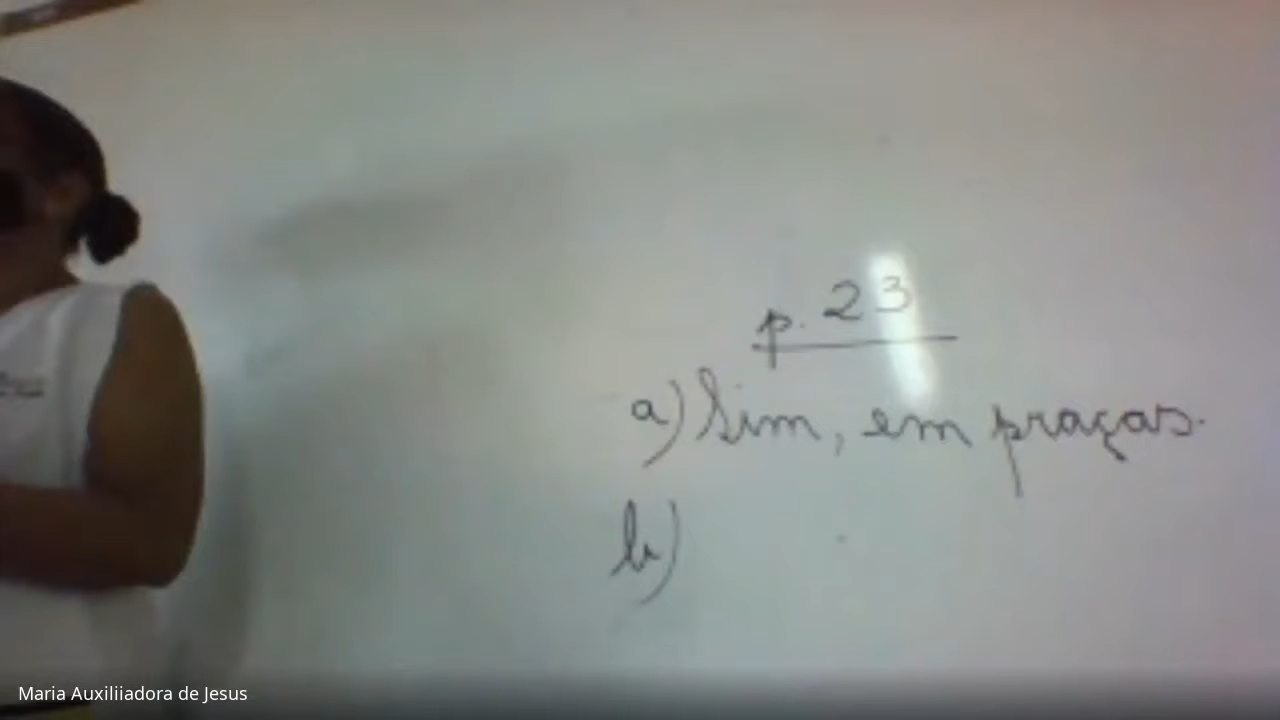 p. 23
a) Sim, em praças.
b)
Maria Auxiliiadora de Jesus